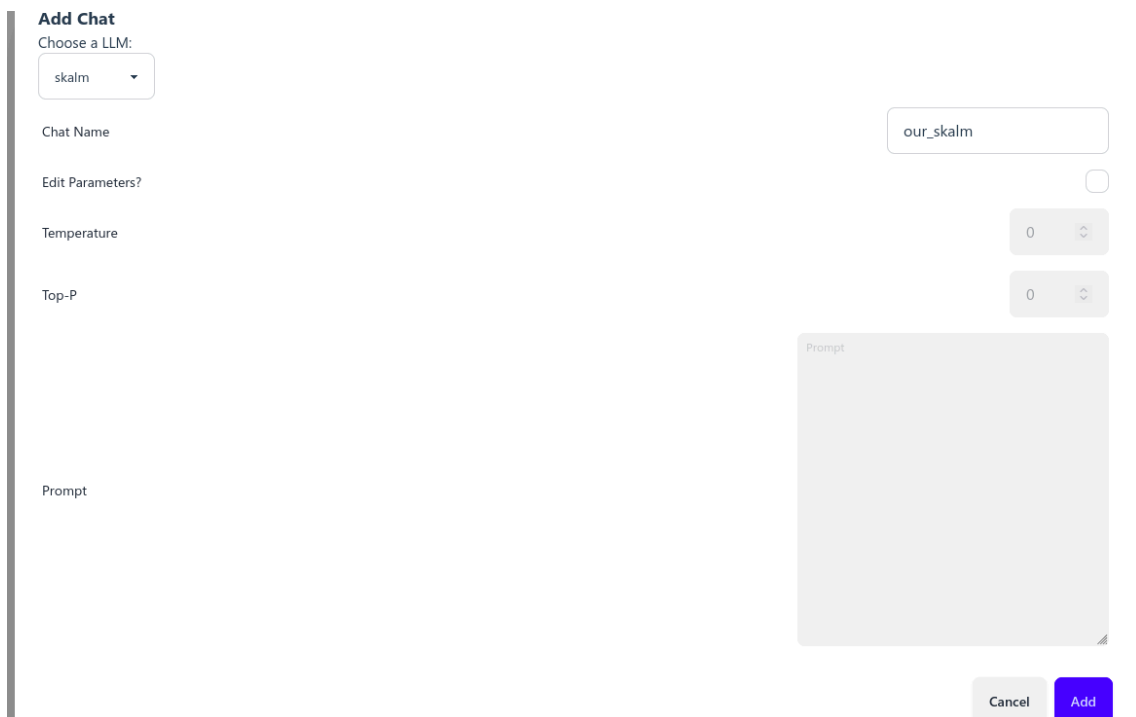 Add Chat
Choose a LLM:
skalm
Chat Name
our_skalm
Edit Parameters?
Temperature
0
Top-P
0
Prompt
Prompt
Cancel
Add